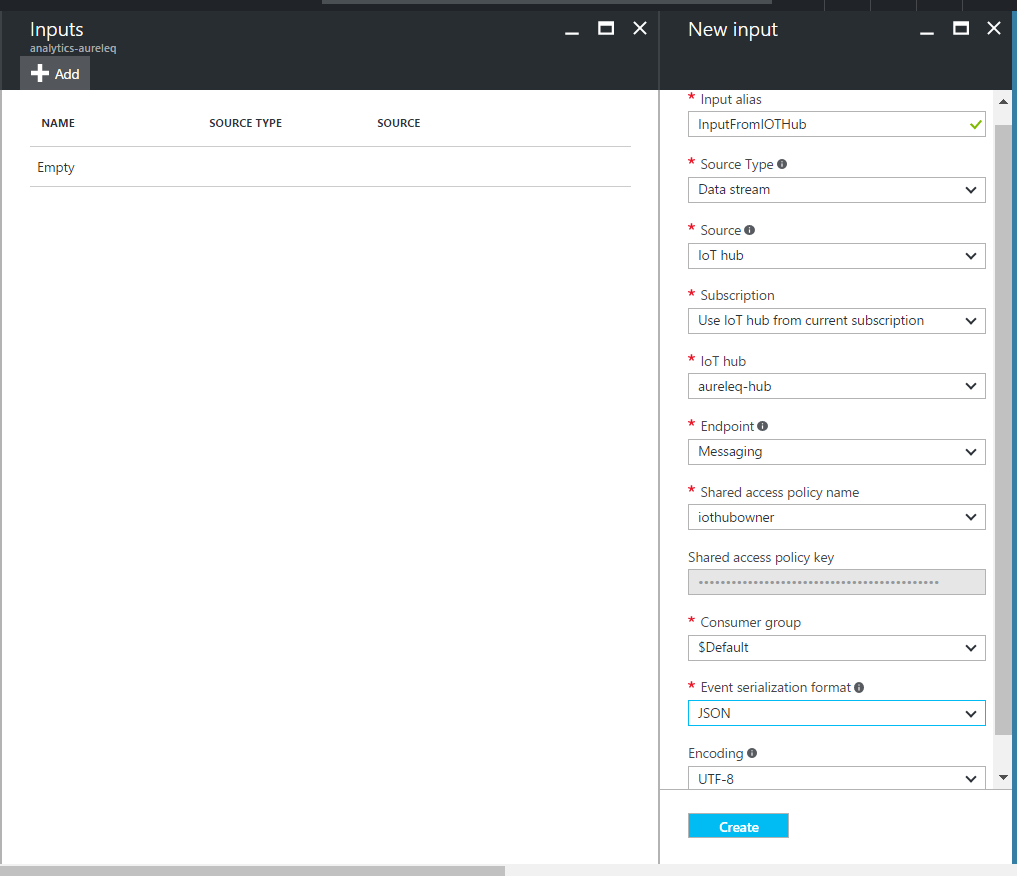 Inputs
analytics-aureleq
Add
NAME SOURCE TYPE SOURCE
Empty
New input
* Input alias
InputFromIOTHub
* Source Type
Data stream
* Source
IoT hub
* Subscription
Use IoT hub from current subscription
* IoT hub
aureleq-hub
* Endpoint
Messaging
* Shared access policy name
iothubowner
Shared access policy key
••••••••••••••••••••••••••••••••••••••••••••
* Consumer group
$Default
* Event serialization format
JSON
Encoding
UTF-8
Create